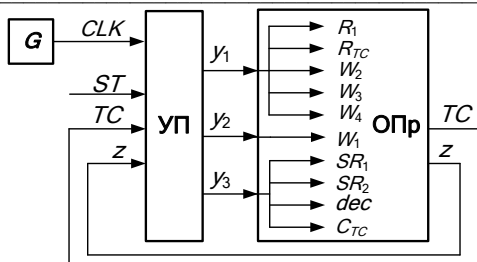 G
CLK
ST
TC
z
УП
y1
y2
y3
R1
RTC
W2
W3
W4
W1
SR1
SR2
dec
CTC
ОПр
TC
z